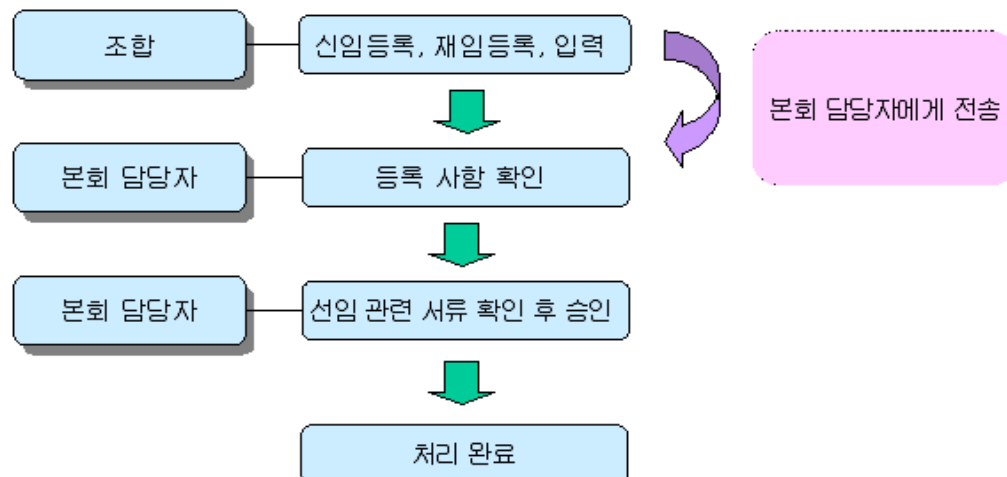 조합
신임등록, 재임등록, 입력
본회 담당자에게 전송
본회 담당자
등록 사항 확인
본회 담당자
선임 관련 서류 확인 후 승인
처리 완료